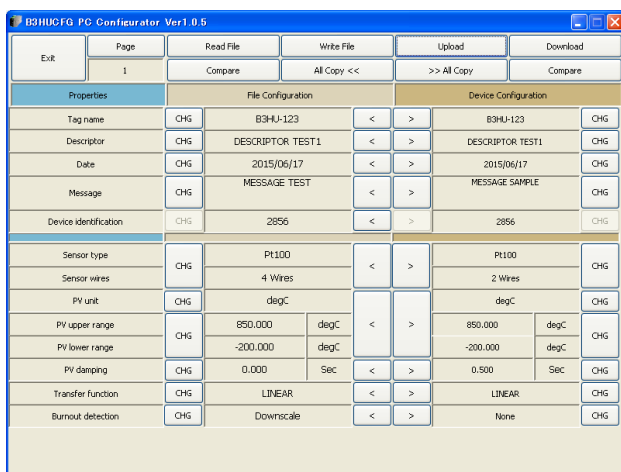 B3HUCFG PC Configurator Ver1.0.5
Exit Page Read File Write File Upload Download
1 Compare All Copy << >> All Copy Compare
Properties File Configuration Device Configuration
Tag name CHG B3HU-123 < > B3HU-123 CHG
Descriptor CHG DESCRIPTOR TEST1 < > DESCRIPTOR TEST1 CHG
Date CHG 2015/06/17 < > 2015/06/17 CHG
Message CHG MESSAGE TEST < > MESSAGE SAMPLE CHG
Device identification CHG 2856 < > 2856 CHG
Sensor type CHG Pt100 < > Pt100 CHG
Sensor wires 4 Wires 2 Wires
PV unit CHG degC < > degC CHG
PV upper range CHG 850.000 degC 850.000 degC CHG
PV lower range -200.000 degC -200.000 degC
PV damping CHG 0.000 Sec < > 0.500 Sec CHG
Transfer function CHG LINEAR < > LINEAR CHG
Burnout detection CHG Downscale < > None CHG